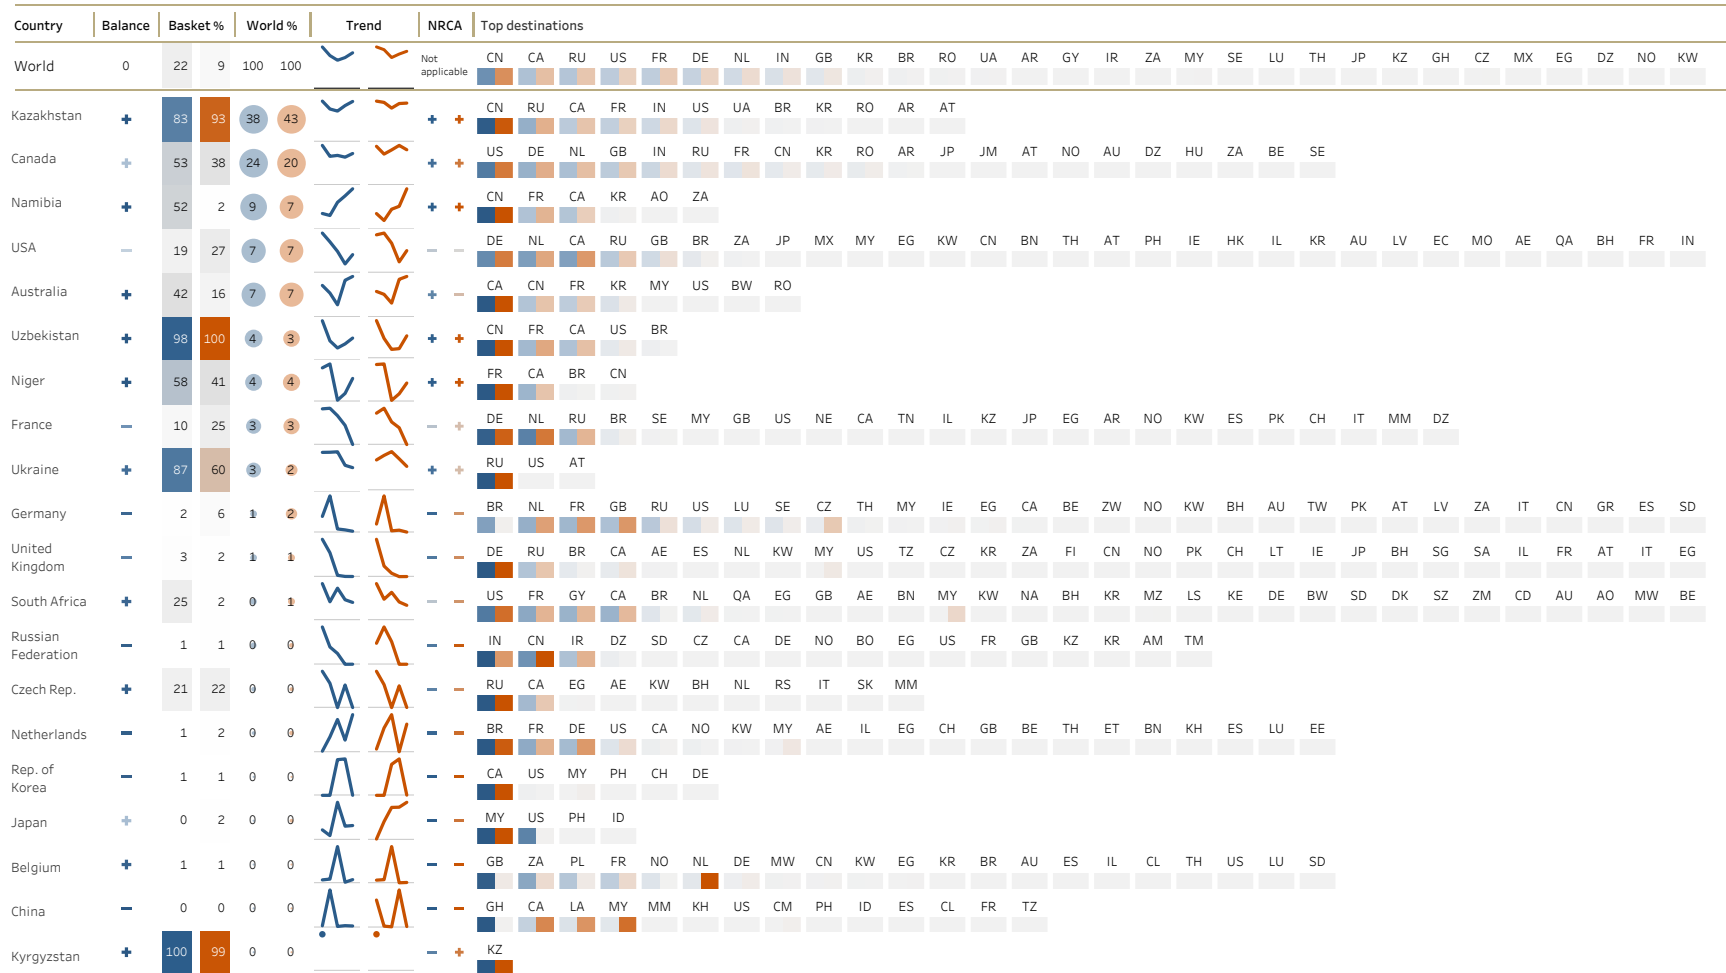 Country Balance Basket % World % Trend NRCA Top destinations
World 0 22 9 100 100 Not applicable CN CA RU US FR DE NL IN GB KR BR RO UA AR GY IR ZA MY SE LU TH JP KZ GH CZ MX EG DZ NO KW
Kazakhstan + 83 93 38 43 + + CN RU CA FR IN US UA BR KR RO AR AT
Canada + 53 38 24 20 + + US DE NL GB IN RU FR CN KR RO AR JP JM AT NO AU DZ HU ZA BE SE
Namibia + 52 2 9 7 + + CN FR CA KR AO ZA
USA − 19 27 7 7 − − DE NL CA RU GB BR ZA JP MX MY EG KW CN BN TH AT PH IE HK IL KR AU LV EC MO AE QA BH FR IN
Australia + 42 16 7 7 + − CA CN FR KR MY US BW RO
Uzbekistan + 98 100 4 3 + + CN FR CA US BR
Niger + 58 41 4 4 + + FR CA BR CN
France − 10 25 3 3 − + DE NL RU BR SE MY GB US NE CA TN IL KZ JP EG AR NO KW ES PK CH IT MM DZ
Ukraine + 87 60 3 2 + + RU US AT
Germany − 2 6 1 2 − − BR NL FR GB RU US LU SE CZ TH MY IE EG CA BE ZW NO KW BH AU TW PK AT LV ZA IT CN GR ES SD
United Kingdom − 3 2 1 1 − − DE RU BR CA AE ES NL KW MY US TZ CZ KR ZA FI CN NO PK CH LT IE JP BH SG SA IL FR AT IT EG
South Africa + 25 2 0 1 − − US FR GY CA BR NL QA EG GB AE BN MY KW NA BH KR MZ LS KE DE BW SD DK SZ ZM CD AU AO MW BE
Russian Federation − 1 1 0 0 − − IN CN IR DZ SD CZ CA DE NO BO EG US FR GB KZ KR AM TM
Czech Rep. + 21 22 0 0 − − RU CA EG AE KW BH NL RS IT SK MM
Netherlands − 1 2 0 0 − − BR FR DE US CA NO KW MY AE IL EG CH GB BE TH ET BN KH ES LU EE
Rep. of Korea − 1 1 0 0 − − CA US MY PH CH DE
Japan + 0 2 0 0 − − MY US PH ID
Belgium + 1 1 0 0 − − GB ZA PL FR NO NL DE MW CN KW EG KR BR AU ES IL CL TH US LU SD
China − 0 0 0 0 − − GH CA LA MY MM KH US CM PH ID ES CL FR TZ
Kyrgyzstan + 100 99 0 0 − + KZ